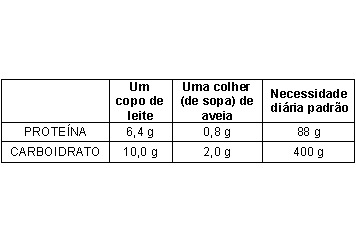 Um copo de leite	Uma colher (de sopa) de aveia	Necessidade diária padrão
PROTEÍNA	6,4 g	0,8 g	88 g
CARBOIDRATO	10,0 g	2,0 g	400 g